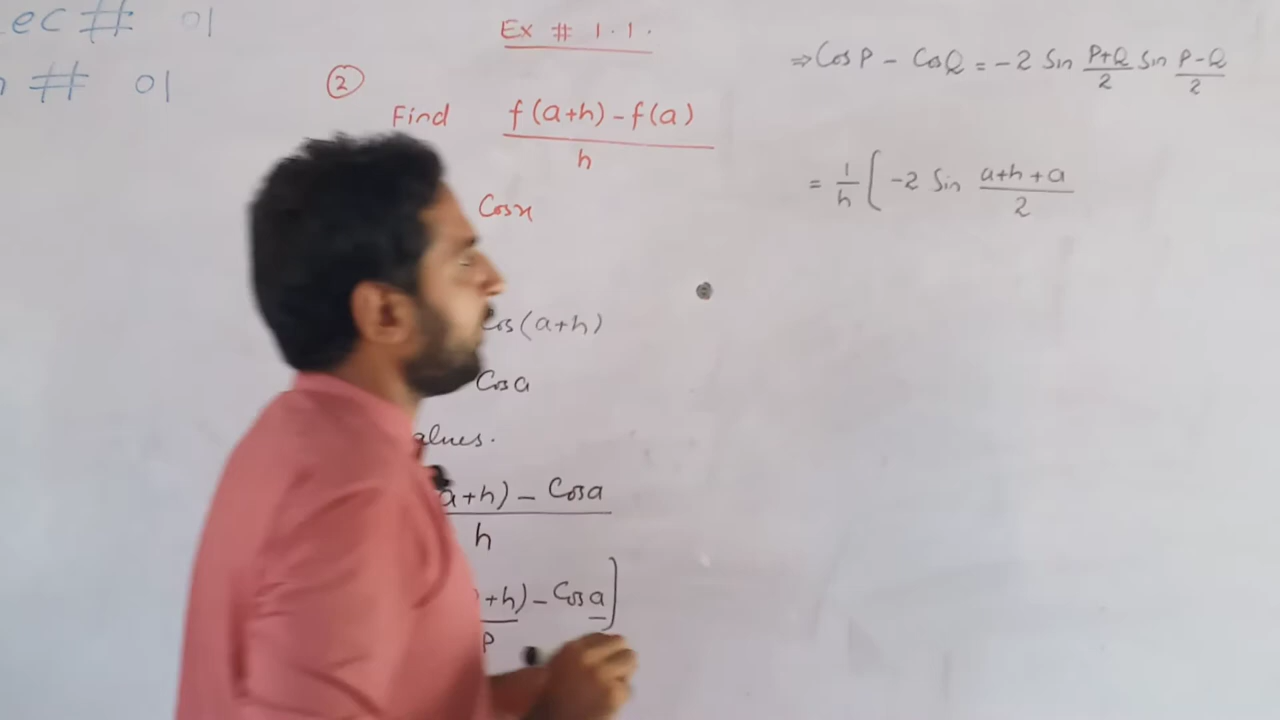 ec # 01
# 01
Ex # 1.1.
②
Find f(a+h) - f(a)
h
Cosx
Cos(a+h)
Cosa
alues.
a+h) - Cosa
h
+h) - Cosa]
P
⇒ CosP - CosQ = -2 Sin P+Q/2 Sin P-Q/2
= 1/h [ -2 Sin a+h+a/2